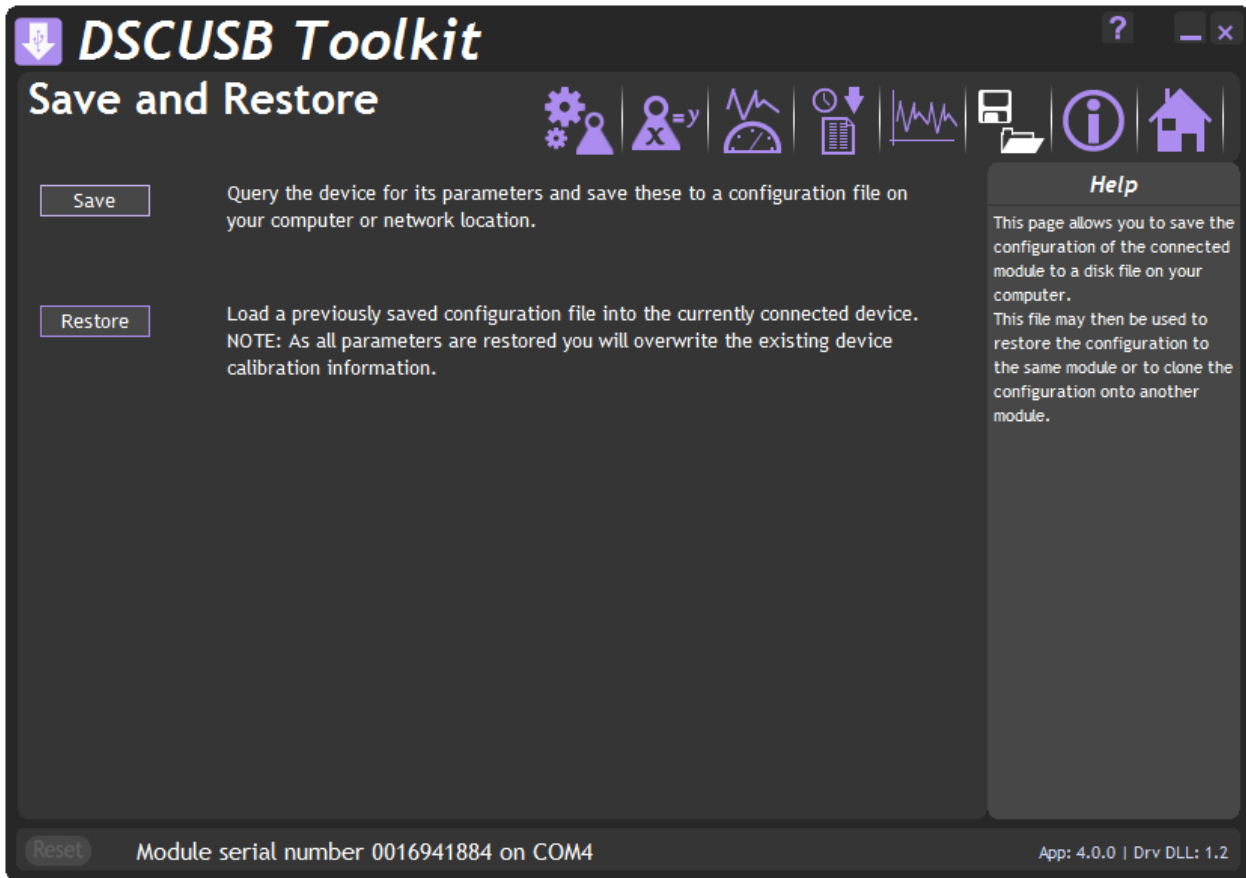 DSCUSB Toolkit
?
Save and Restore
x
=y
Save
Query the device for its parameters and save these to a configuration file on
your computer or network location.
Restore
Load a previously saved configuration file into the currently connected device.
NOTE: As all parameters are restored you will overwrite the existing device
calibration information.
Help
This page allows you to save the
configuration of the connected
module to a disk file on your
computer.
This file may then be used to
restore the configuration to
the same module or to clone the
configuration onto another
module.
Reset
Module serial number 0016941884 on COM4
App: 4.0.0 | Drv DLL: 1.2